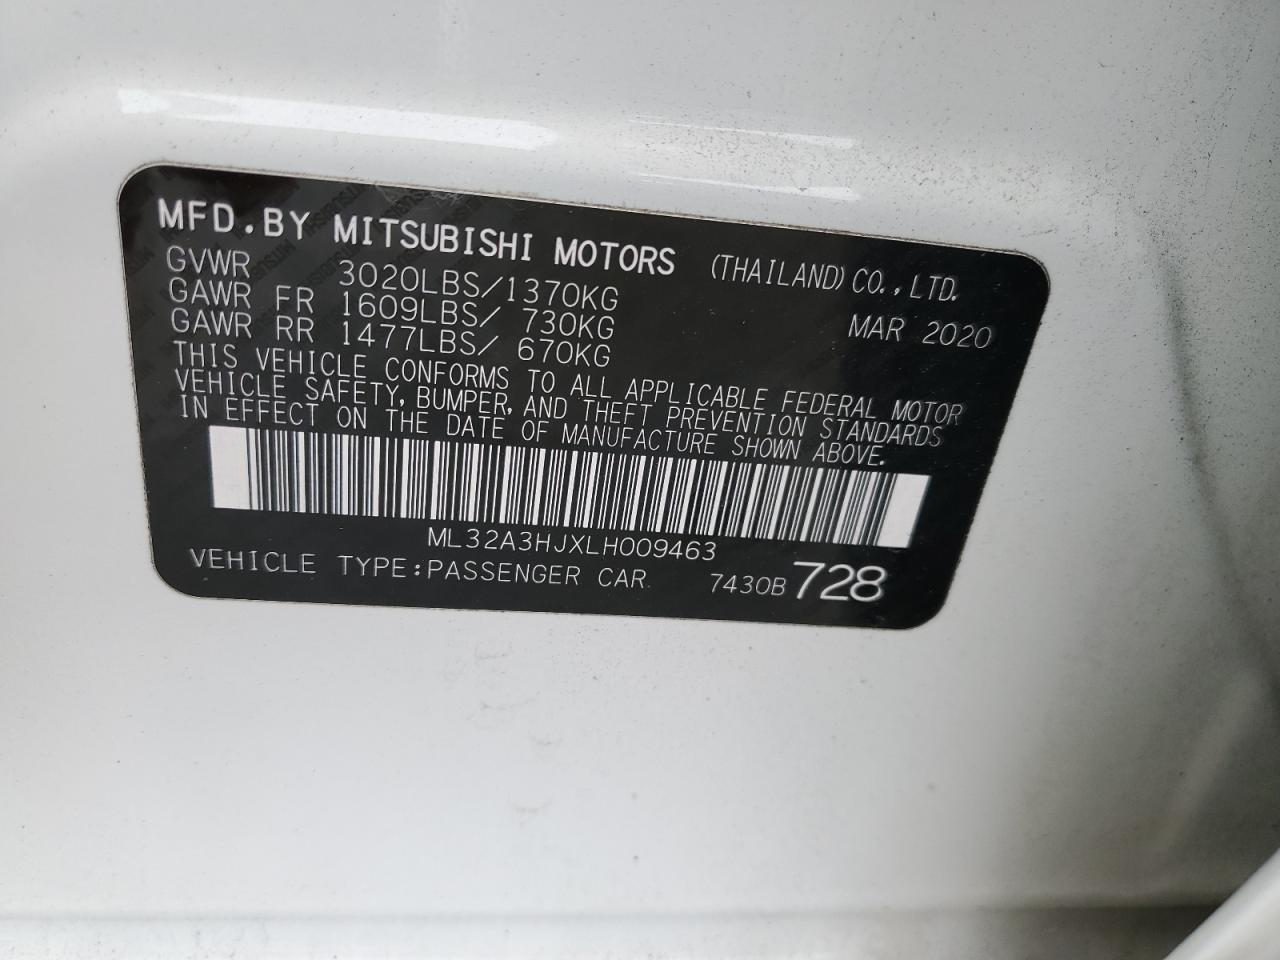 MFD.BY MITSUBISHI MOTORS (THAILAND) CO.,LTD.
GVWR 3020LBS/1370KG
GAWR FR 1609LBS/ 730KG MAR 2020
GAWR RR 1477LBS/ 670KG
THIS VEHICLE CONFORMS TO ALL APPLICABLE FEDERAL MOTOR
VEHICLE SAFETY, BUMPER, AND THEFT PREVENTION STANDARDS
IN EFFECT ON THE DATE OF MANUFACTURE SHOWN ABOVE.
ML32A3HJXLH009463
VEHICLE TYPE:PASSENGER CAR 7430B 728